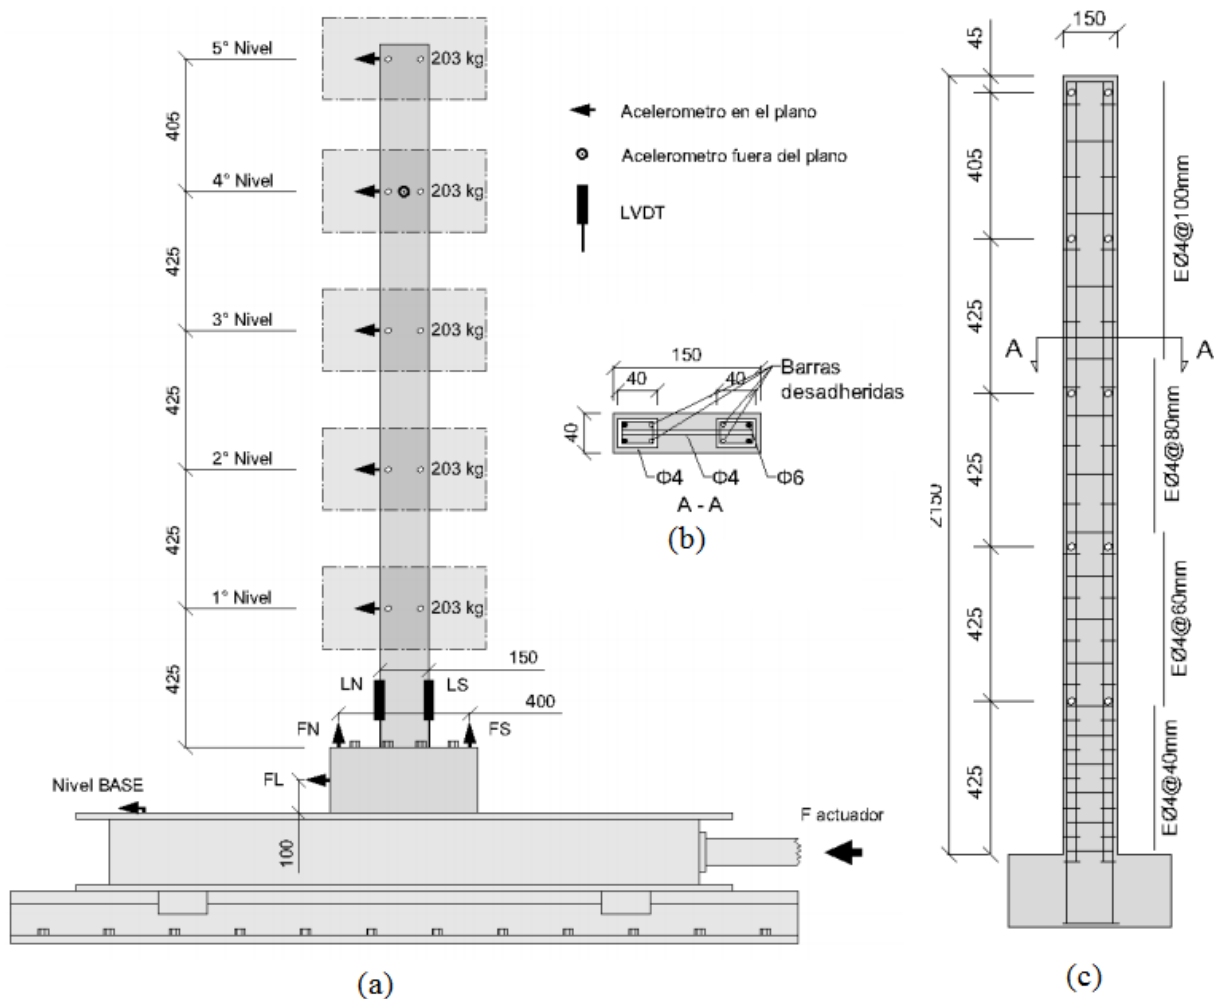 5° Nivel
203 kg
405
4° Nivel
203 kg
425
3° Nivel
203 kg
425
2° Nivel
203 kg
425
1° Nivel
203 kg
425
150
LN
LS
400
FN
FS
FL
Nivel BASE
100
F actuador
(a)
Acelerometro en el plano
Acelerometro fuera del plano
LVDT
150
40
40
Barras
desadheridas
40
Φ4
Φ4
Φ6
A - A
(b)
150
45
405
425
425
425
425
2150
A
A
EØ4@100mm
EØ4@80mm
EØ4@60mm
EØ4@40mm
(c)